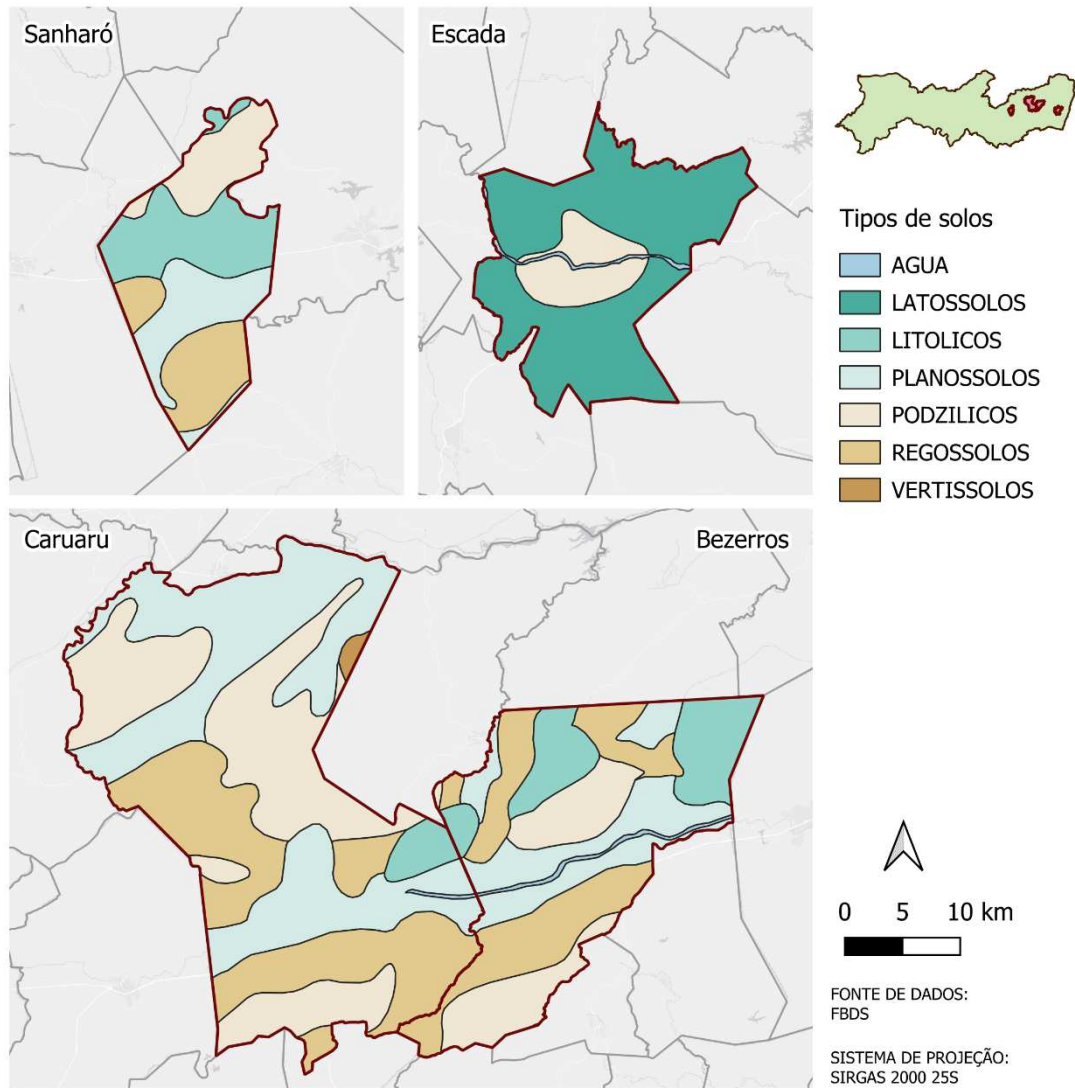 Sanharó
Escada
Tipos de solos
AGUA
LATOSSOLOS
LITOLICOS
PLANOSSOLOS
PODZILICOS
REGOSSOLOS
VERTISSOLOS
Caruaru
Bezerros
0 5 10 km
FONTE DE DADOS:
FBDS
SISTEMA DE PROJEÇÃO:
SIRGAS 2000 25S